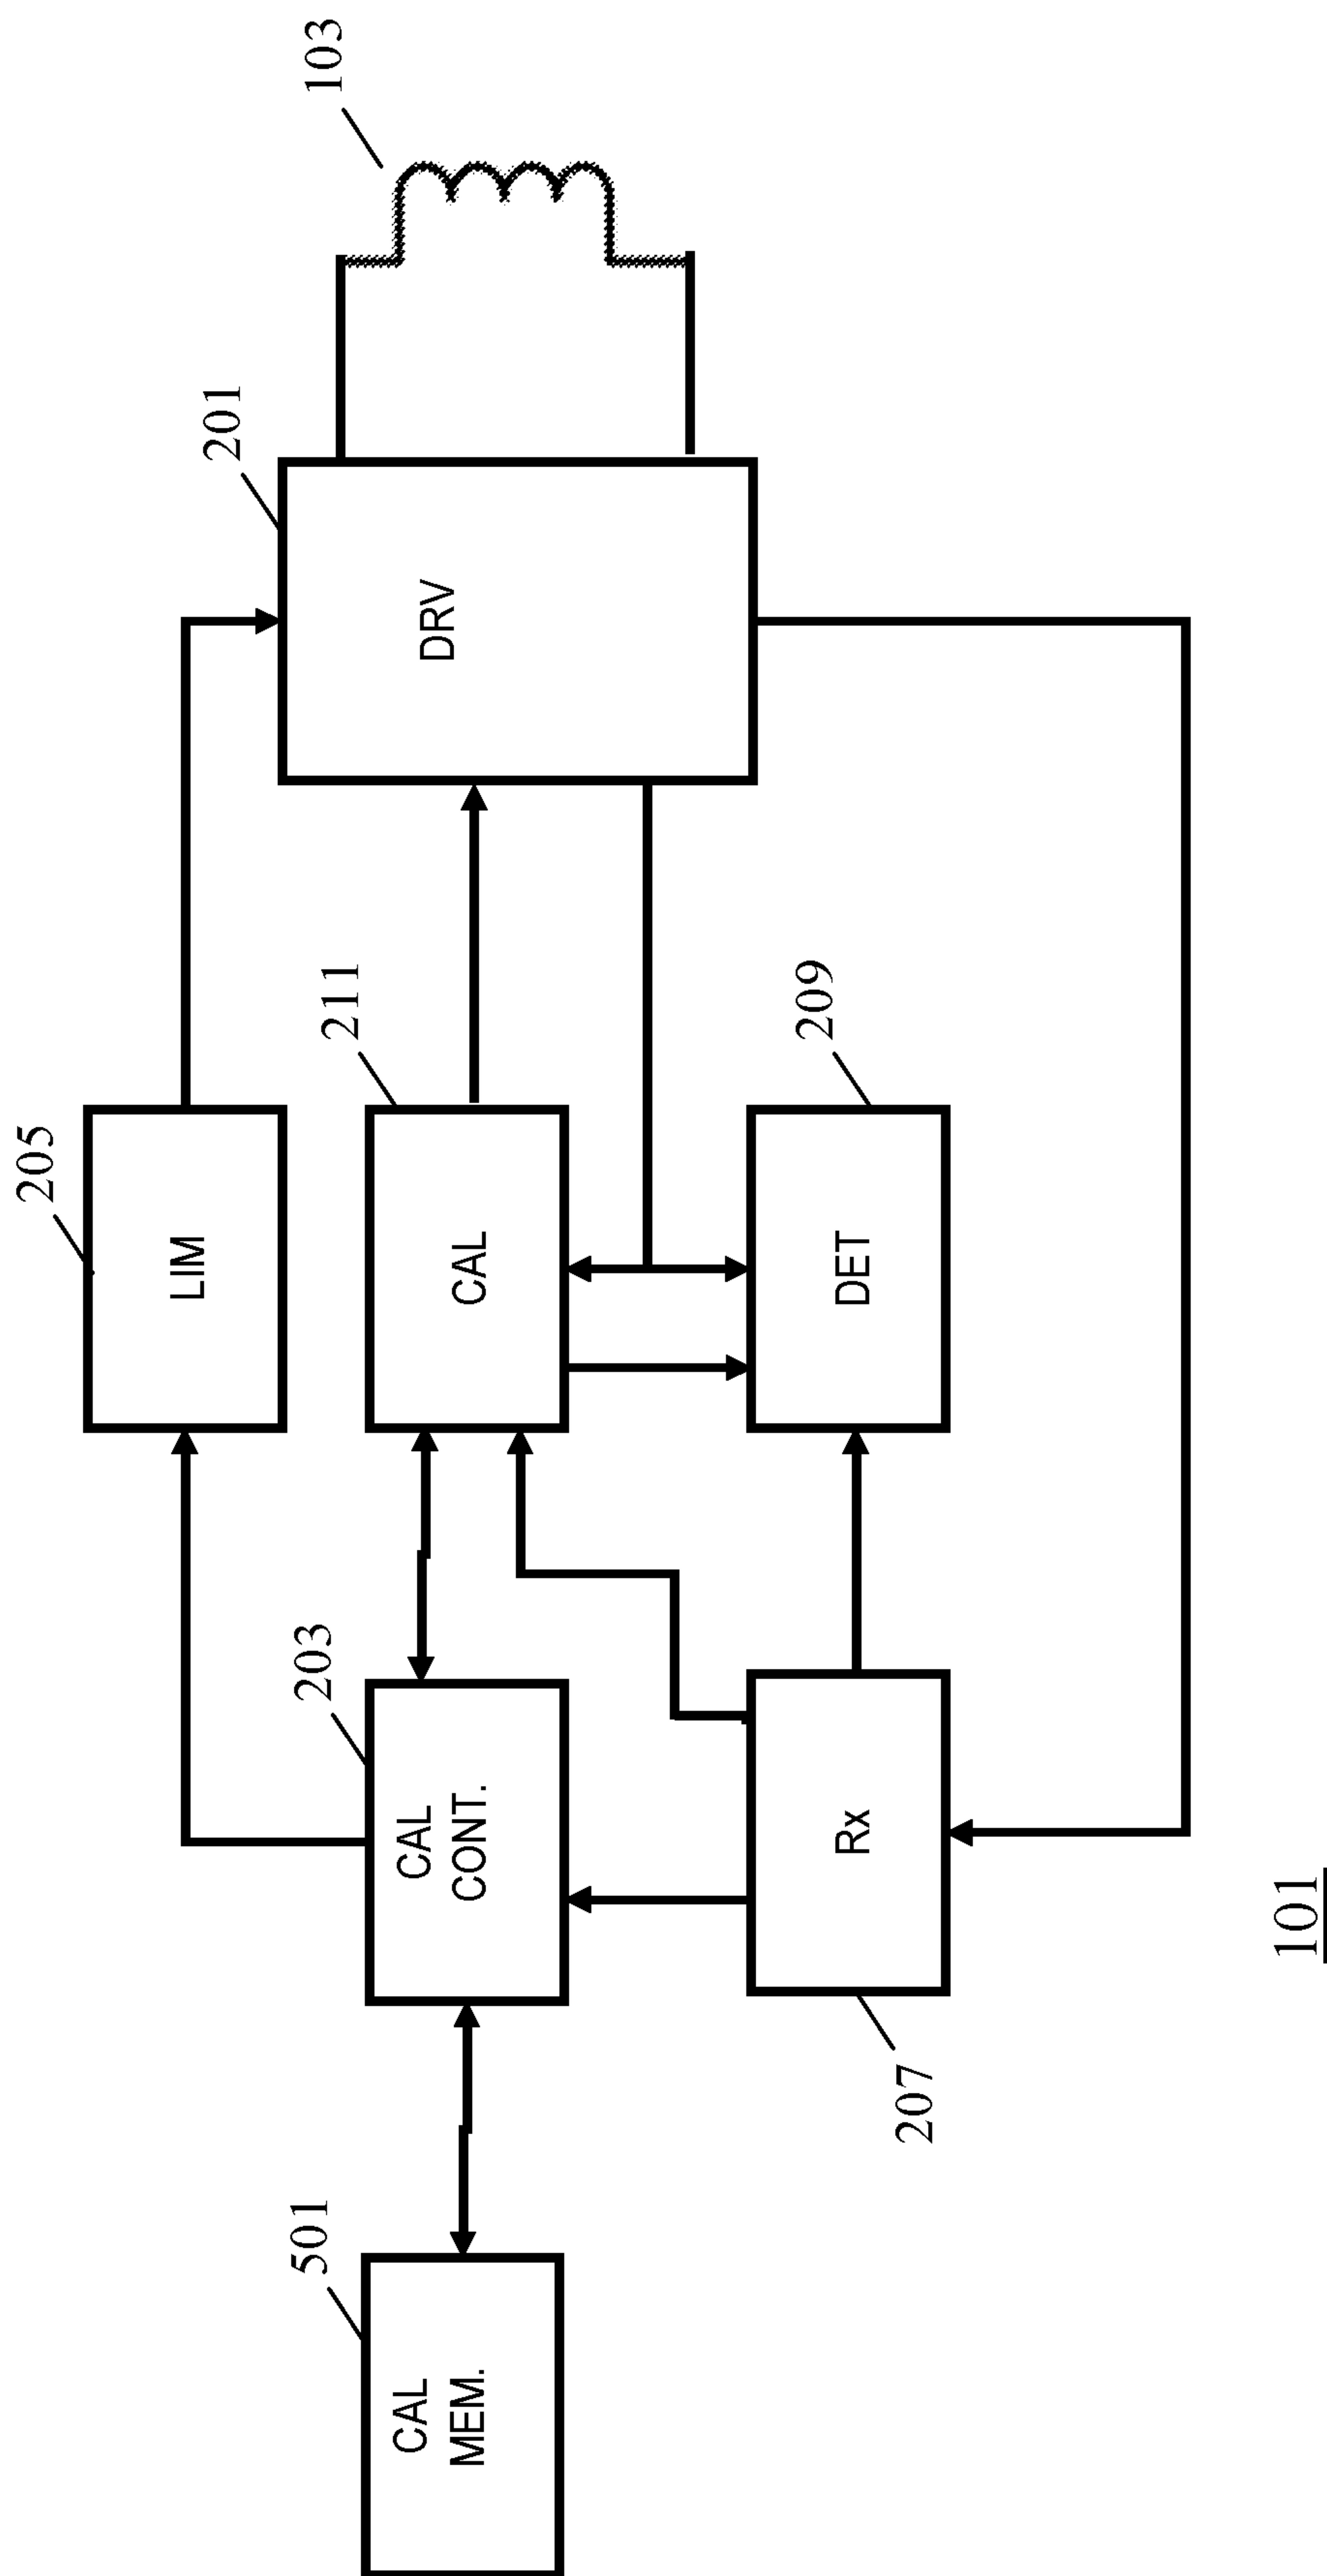 205
LIM
201
DRV
103
501
CAL
MEM.
203
CAL
CONT.
211
CAL
207
Rx
209
DET
101